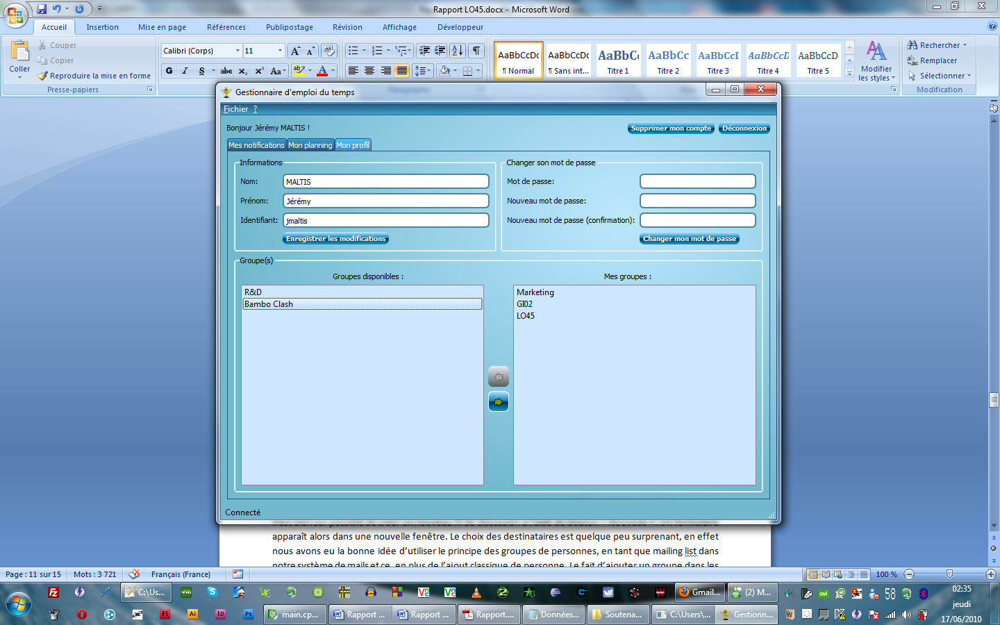 Rapport LO45.docx - Microsoft Word
Accueil Insertion Mise en page Références Publipostage Révision Affichage Développeur
Coller
Couper
Copier
Reproduire la mise en forme
Presse-papiers
Calibri (Corps) 11
G I S abc x₂ x² Aa
AaBbCcDc AaBbCcDc AaBbCc AaBbCc AaBbCcI AaBbCcD AaBbCcD
¶ Normal ¶ Sans int... Titre 1 Titre 2 Titre 3 Titre 4 Titre 5
Modifier
les styles
Rechercher
Remplacer
Sélectionner
Modification
Gestionnaire d'emploi du temps
Fichier ?
Bonjour Jérémy MALTIS !
Supprimer mon compte Déconnexion
Mes notifications Mon planning Mon profil
Informations
Nom: MALTIS
Prénom: Jérémy
Identifiant: jmaltis
Enregistrer les modifications
Changer son mot de passe
Mot de passe:
Nouveau mot de passe:
Nouveau mot de passe (confirmation):
Changer mon mot de passe
Groupe(s)
Groupes disponibles :
R&D
Bambo Clash
Mes groupes :
Marketing
GI02
LO45
Connecté
apparaît alors dans une nouvelle fenêtre. Le choix des destinataires est quelque peu surprenant, en effet
nous avons eu la bonne idée d'utiliser le principe des groupes de personnes, en tant que mailing list dans
notre système de mails et ce, en plus de l'ajout classique de personne. Le fait d'ajouter un groupe dans les
Page : 11 sur 15 Mots : 3 721 Français (France) 100 %
C:\Us... Gmail... (2) M... 58 02:35
jeudi
main.cp... Rapport ... Rapport ... Rapport.... Données... Soutena... C:\Users\... Gestionn... 17/06/2010